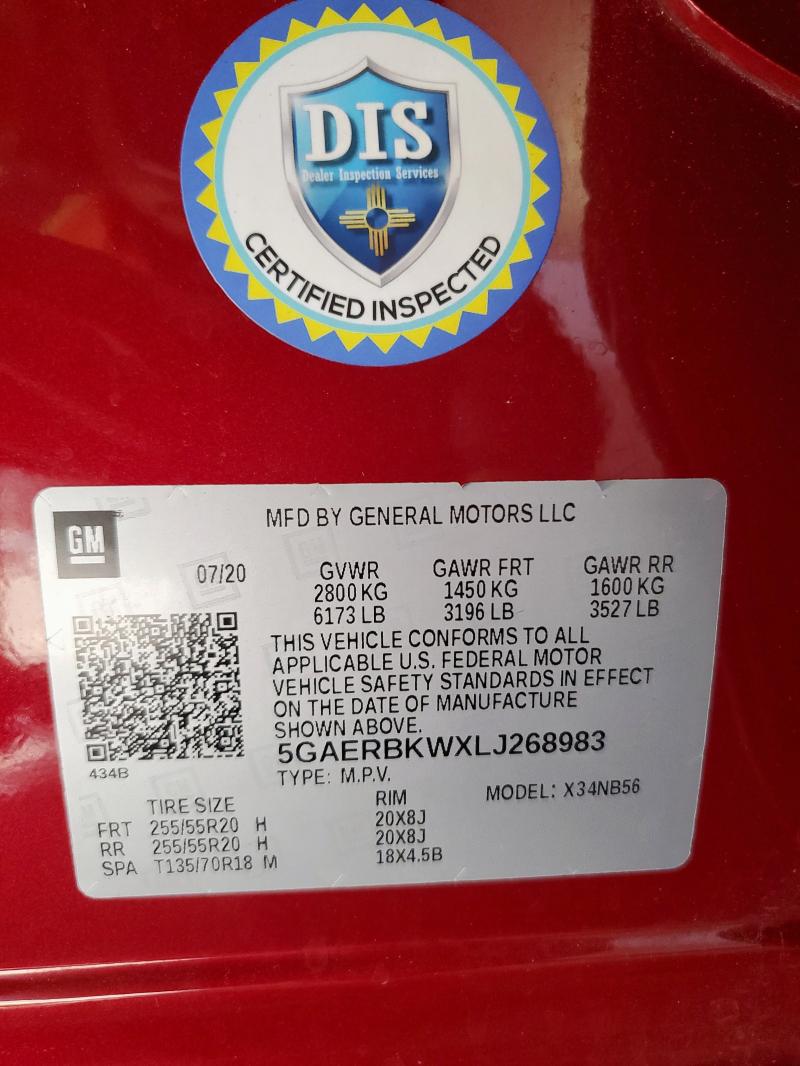 DIS
Dealer Inspection Services
CERTIFIED INSPECTED
GM
MFD BY GENERAL MOTORS LLC
07/20
GVWR GAWR FRT GAWR RR
2800 KG 1450 KG 1600 KG
6173 LB 3196 LB 3527 LB
THIS VEHICLE CONFORMS TO ALL
APPLICABLE U.S. FEDERAL MOTOR
VEHICLE SAFETY STANDARDS IN EFFECT
ON THE DATE OF MANUFACTURE
SHOWN ABOVE.
5GAERBKWXLJ268983
434B
TYPE: M.P.V. MODEL: X34NB56
TIRE SIZE RIM
FRT 255/55R20 H 20X8J
RR 255/55R20 H 20X8J
SPA T135/70R18 M 18X4.5B